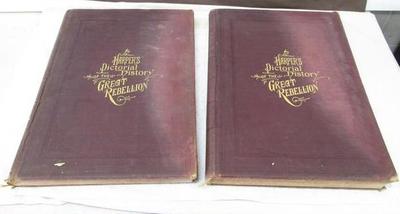 HARPER'S
Pictorial
History
OF THE
GREAT REBELLION
HARPER'S
Pictorial
History
OF THE
GREAT REBELLION